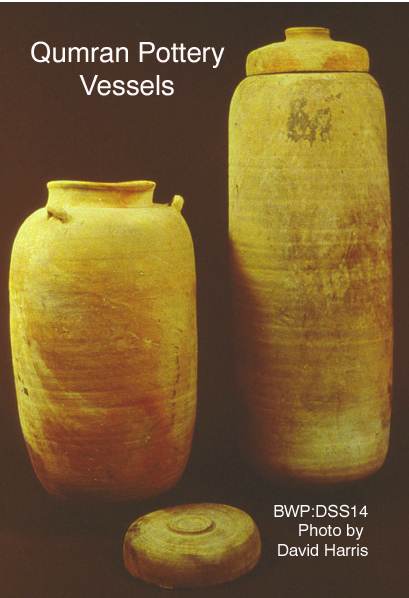 Qumran Pottery
Vessels
BWP:DSS14
Photo by
David Harris